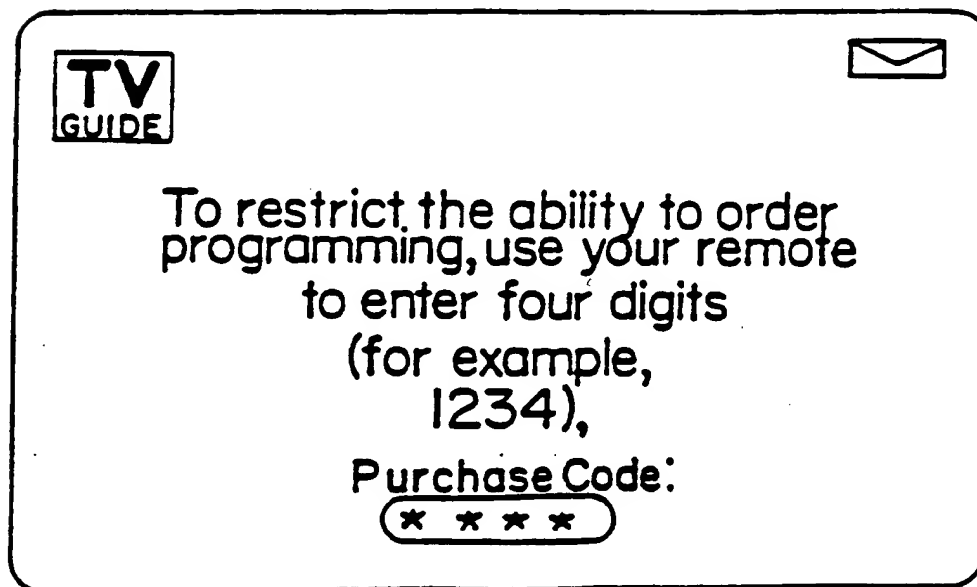 TV
GUIDE
To restrict the ability to order
programming, use your remote
to enter four digits
(for example,
1234),
Purchase Code:
* * * *